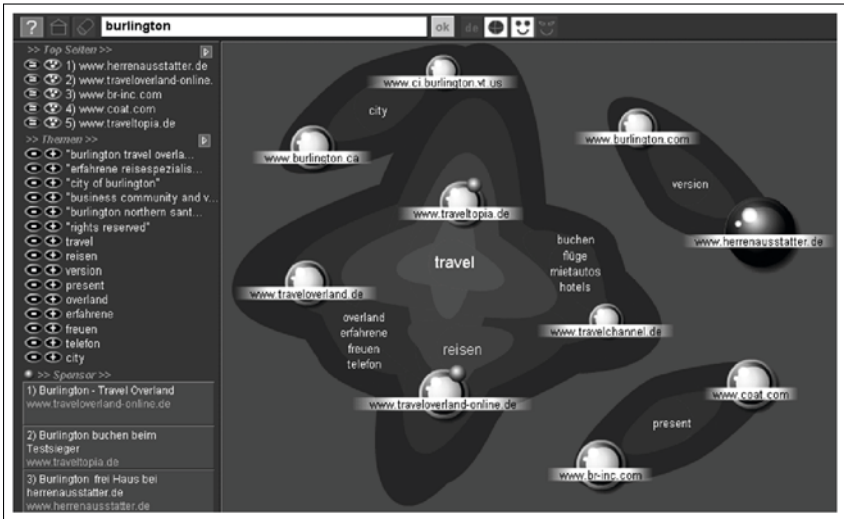 ? burlington ok de
>> Top Seiten >>
1) www.herrenausstatter.de
2) www.traveloverland-online.
3) www.br-inc.com
4) www.coat.com
5) www.traveltopia.de
>> Themen >>
"burlington travel overla...
"erfahrene reisespezialis...
"city of burlington"
"business community and v...
"burlington northern sant...
"rights reserved"
travel
reisen
version
present
overland
erfahrene
freuen
telefon
city
>> Sponsor >>
1) Burlington - Travel Overland
www.traveloverland-online.de
2) Burlington buchen beim
Testsieger
www.traveltopia.de
3) Burlington frei Haus bei
herrenausstatter.de
www.herrenausstatter.de
www.ci.burlington.vt.us
city
www.burlington.ca
www.burlington.com
version
www.herrenausstatter.de
www.traveltopia.de
travel
buchen
flüge
mietautos
hotels
www.traveloverland.de
overland
erfahrene
freuen
telefon
www.travelchannel.de
reisen
www.traveloverland-online.de
www.coat.com
present
www.br-inc.com